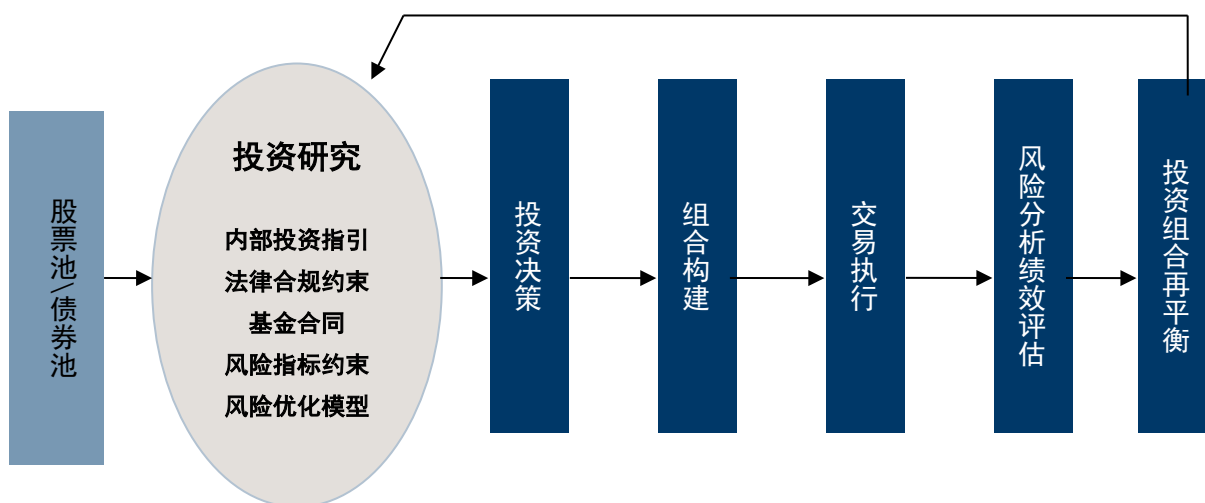 股票池/债券池
投资研究
内部投资指引
法律合规约束
基金合同
风险指标约束
风险优化模型
投资决策
组合构建
交易执行
风险分析绩效评估
投资组合再平衡